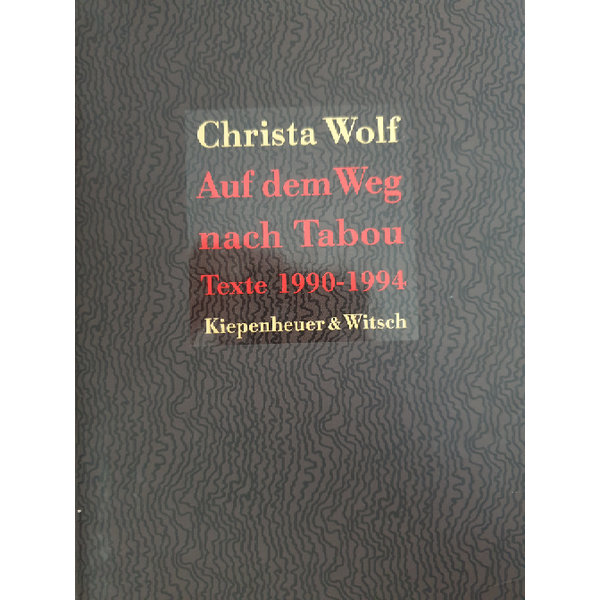 Christa Wolf
Auf dem Weg
nach Tabou
Texte 1990-1994
Kiepenheuer & Witsch